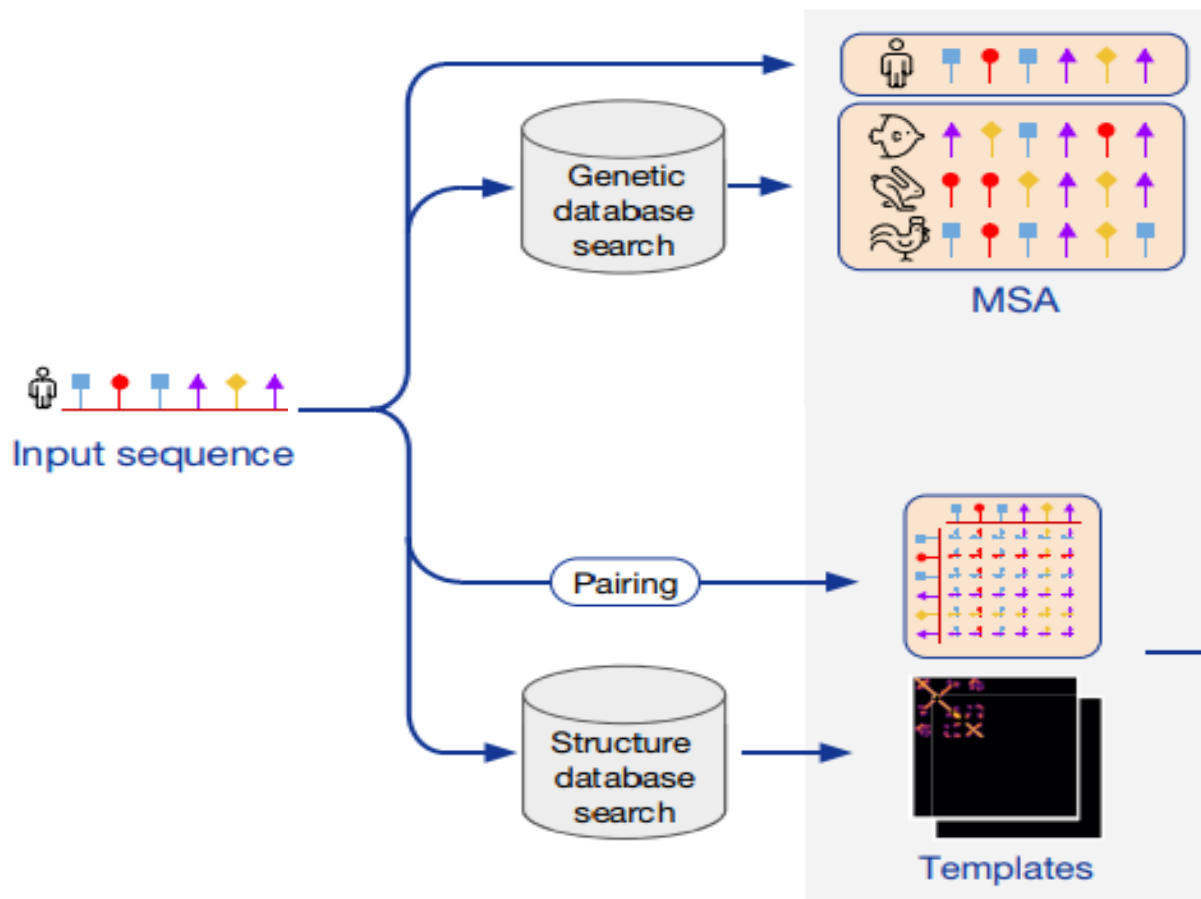 Genetic
database
search
MSA
Input sequence
Pairing
Structure
database
search
Templates